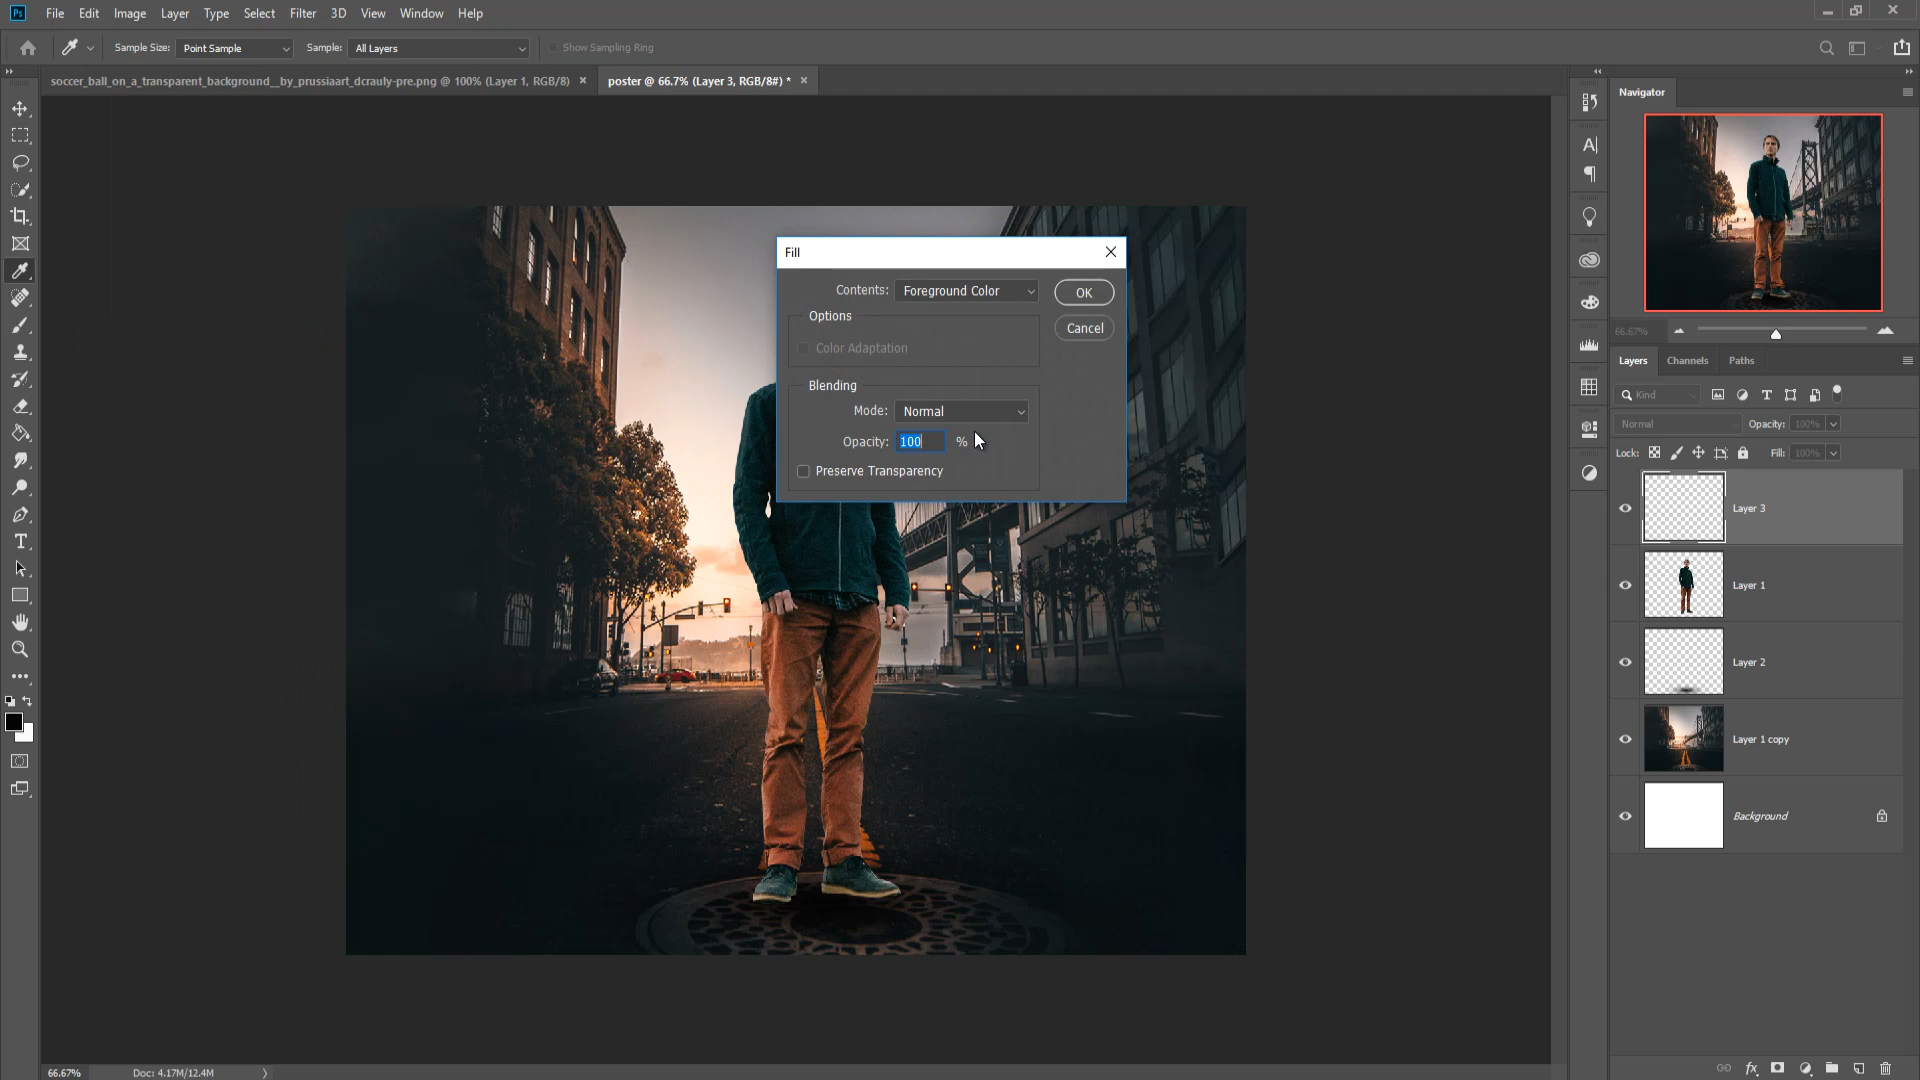 Ps File Edit Image Layer Type Select Filter 3D View Window Help
Sample Size: Point Sample Sample: All Layers Show Sampling Ring
soccer_ball_on_a_transparent_background__by_prussiaart_dcrauly-pre.png @ 100% (Layer 1, RGB/8) × poster @ 66.7% (Layer 3, RGB/8#) * ×
Navigator
Fill
Contents: Foreground Color OK
Options
Cancel
Color Adaptation
Blending
Mode: Normal
Opacity: 100 %
Preserve Transparency
66.67%
Layers Channels Paths
Kind
Normal Opacity: 100%
Lock: Fill: 100%
Layer 3
Layer 1
Layer 2
Layer 1 copy
Background
66.67% Doc: 4.17M/12.4M